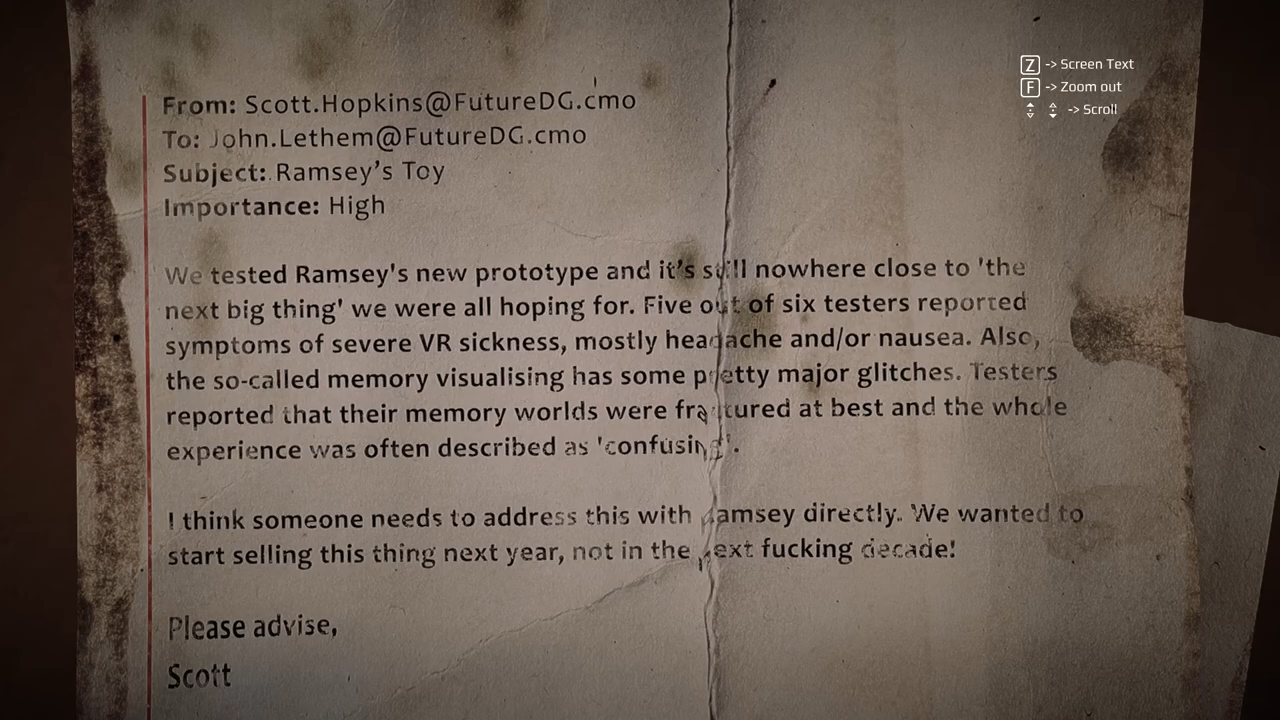 Z -> Screen Text
F -> Zoom out
-> Scroll
From: Scott.Hopkins@FutureDG.cmo
To: John.Lethem@FutureDG.cmo
Subject: Ramsey's Toy
Importance: High
We tested Ramsey's new prototype and it's still nowhere close to 'the
next big thing' we were all hoping for. Five out of six testers reported
symptoms of severe VR sickness, mostly headache and/or nausea. Also,
the so-called memory visualising has some pretty major glitches. Testers
reported that their memory worlds were fractured at best and the whole
experience was often described as 'confusing'.
I think someone needs to address this with Ramsey directly. We wanted to
start selling this thing next year, not in the next fucking decade!
Please advise,
Scott